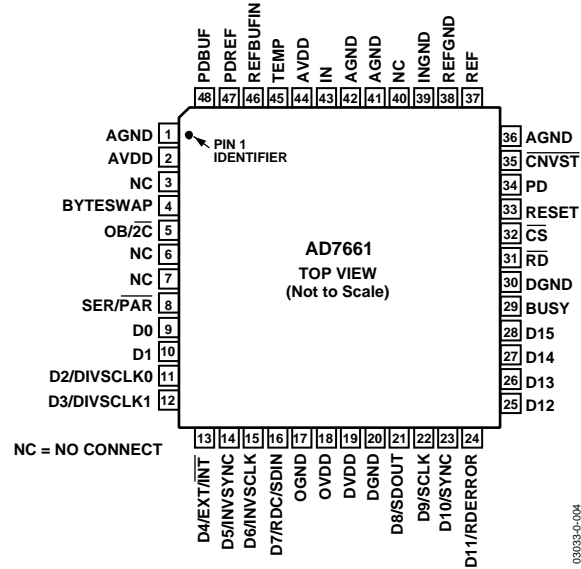 PDBUF
PDREF
REFBUFIN
TEMP
AVDD
IN
AGND
AGND
NC
INGND
REFGND
REF
48 47 46 45 44 43 42 41 40 39 38 37
AGND 1
AVDD 2
NC 3
BYTESWAP 4
OB/2C 5
NC 6
NC 7
SER/PAR 8
D0 9
D1 10
D2/DIVSCLK0 11
D3/DIVSCLK1 12
PIN 1
IDENTIFIER
AD7661
TOP VIEW
(Not to Scale)
36 AGND
35 CNVST
34 PD
33 RESET
32 CS
31 RD
30 DGND
29 BUSY
28 D15
27 D14
26 D13
25 D12
13 14 15 16 17 18 19 20 21 22 23 24
D4/EXT/INT
D5/INVSYNC
D6/INVSCLK
D7/RDC/SDIN
OGND
OVDD
DVDD
DGND
D8/SDOUT
D9/SCLK
D10/SYNC
D11/RDERROR
NC = NO CONNECT
03033-0-004